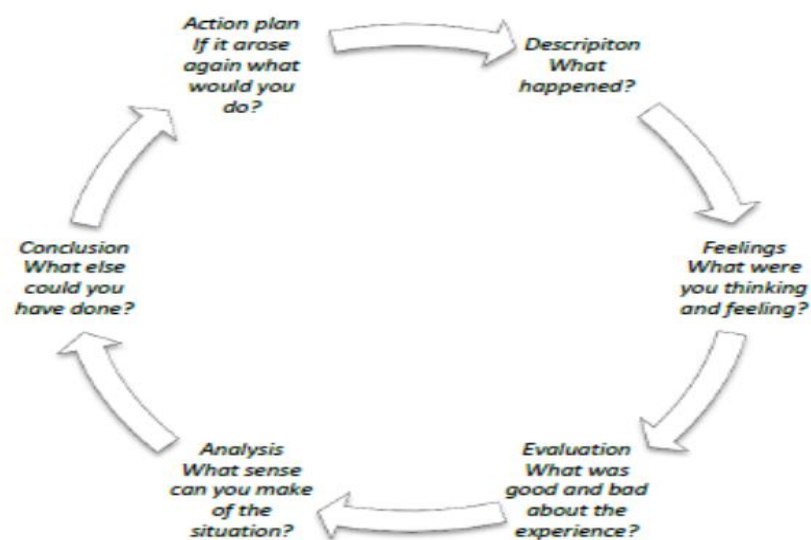 Action plan
If it arose
again what
would you
do?
Descripiton
What
happened?
Feelings
What were
you thinking
and feeling?
Evaluation
What was
good and bad
about the
experience?
Analysis
What sense
can you make
of the
situation?
Conclusion
What else
could you
have done?